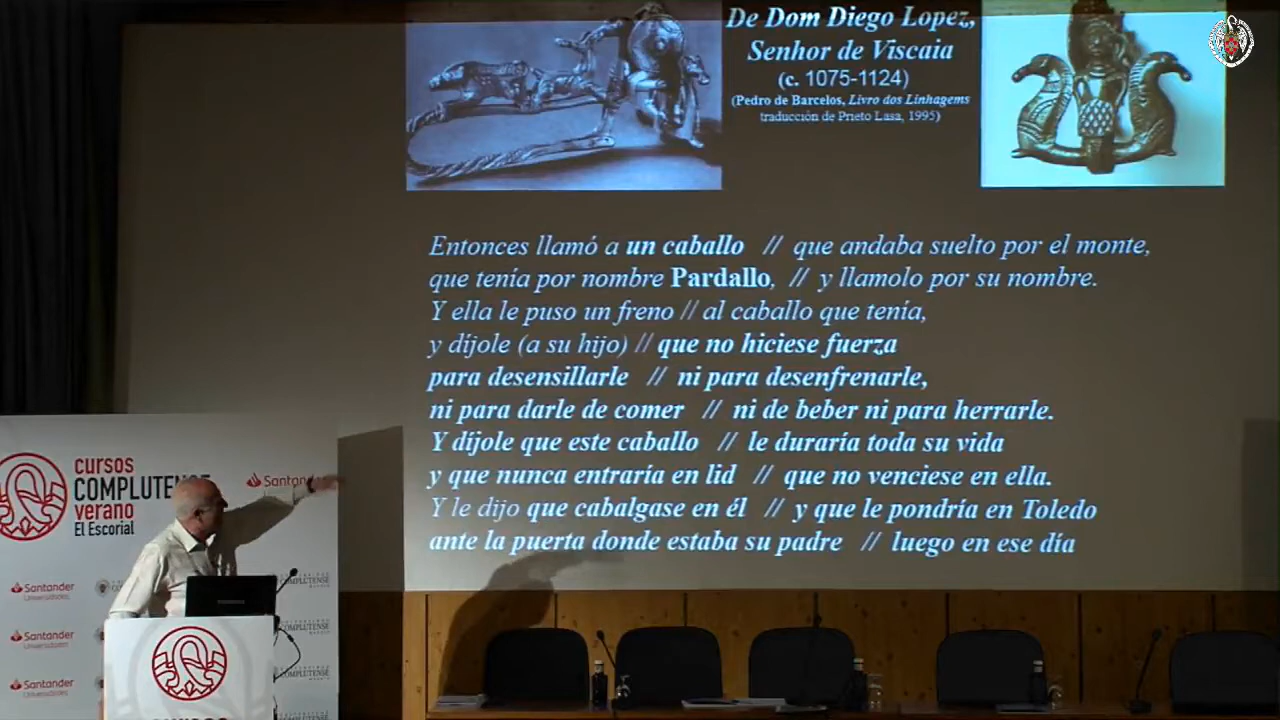 De Dom Diego Lopez,
Senhor de Viscaia
(c. 1075-1124)
(Pedro de Barcelos, Livro dos Linhagems
traducción de Prieto Lasa, 1995)
Entonces llamó a un caballo // que andaba suelto por el monte,
que tenía por nombre Pardallo, // y llamolo por su nombre.
Y ella le puso un freno // al caballo que tenía,
y díjole (a su hijo) // que no hiciese fuerza
para desensillarle // ni para desenfrenarle,
ni para darle de comer // ni de beber ni para herrarle.
Y díjole que este caballo // le duraría toda su vida
y que nunca entraría en lid // que no venciese en ella.
Y le dijo que cabalgase en él // y que le pondría en Toledo
ante la puerta donde estaba su padre // luego en ese día
cursos
COMPLUTENSE
verano
El Escorial
Santander
Santander
Universidades
COMPLUTENSE
Santander
Universidades
COMPLUTENSE
Santander
Universidades
COMPLUTENSE